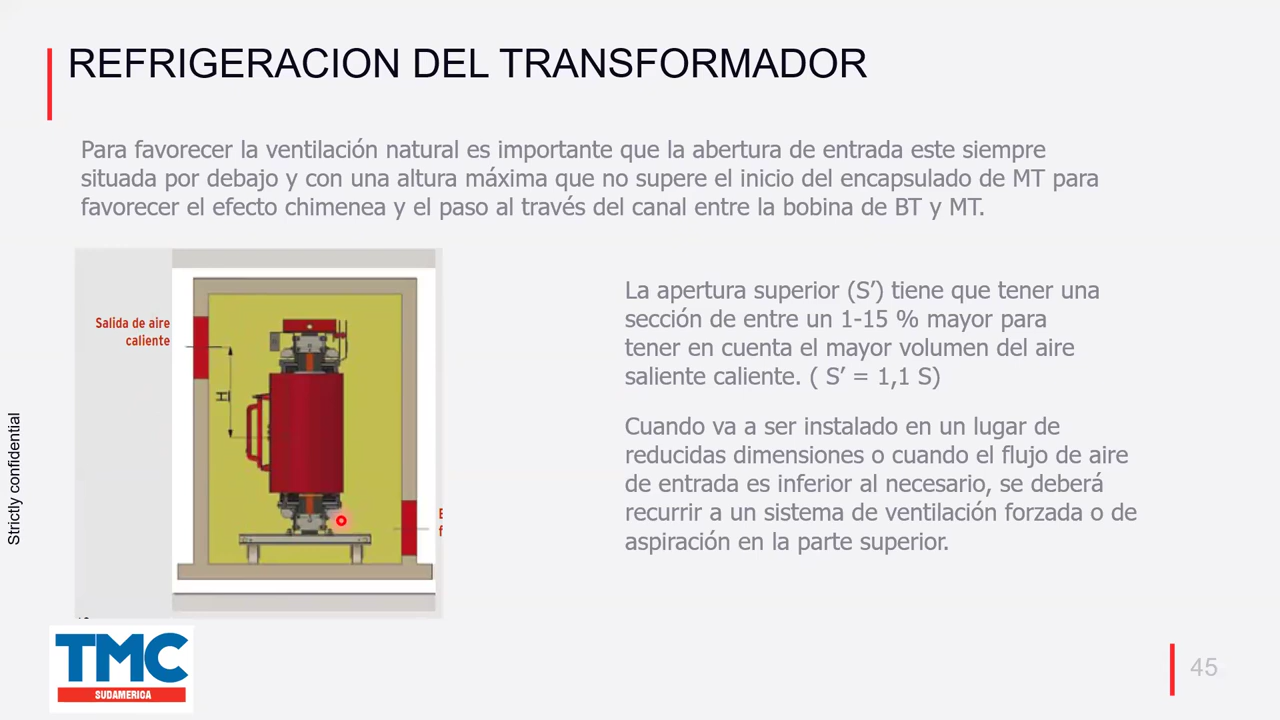 REFRIGERACION DEL TRANSFORMADOR
Para favorecer la ventilación natural es importante que la abertura de entrada este siempre
situada por debajo y con una altura máxima que no supere el inicio del encapsulado de MT para
favorecer el efecto chimenea y el paso al través del canal entre la bobina de BT y MT.
Salida de aire
caliente
H
La apertura superior (S’) tiene que tener una
sección de entre un 1-15 % mayor para
tener en cuenta el mayor volumen del aire
saliente caliente. ( S’ = 1,1 S)
Cuando va a ser instalado en un lugar de
reducidas dimensiones o cuando el flujo de aire
de entrada es inferior al necesario, se deberá
recurrir a un sistema de ventilación forzada o de
aspiración en la parte superior.
Strictly confidential
TMC
SUDAMERICA
45